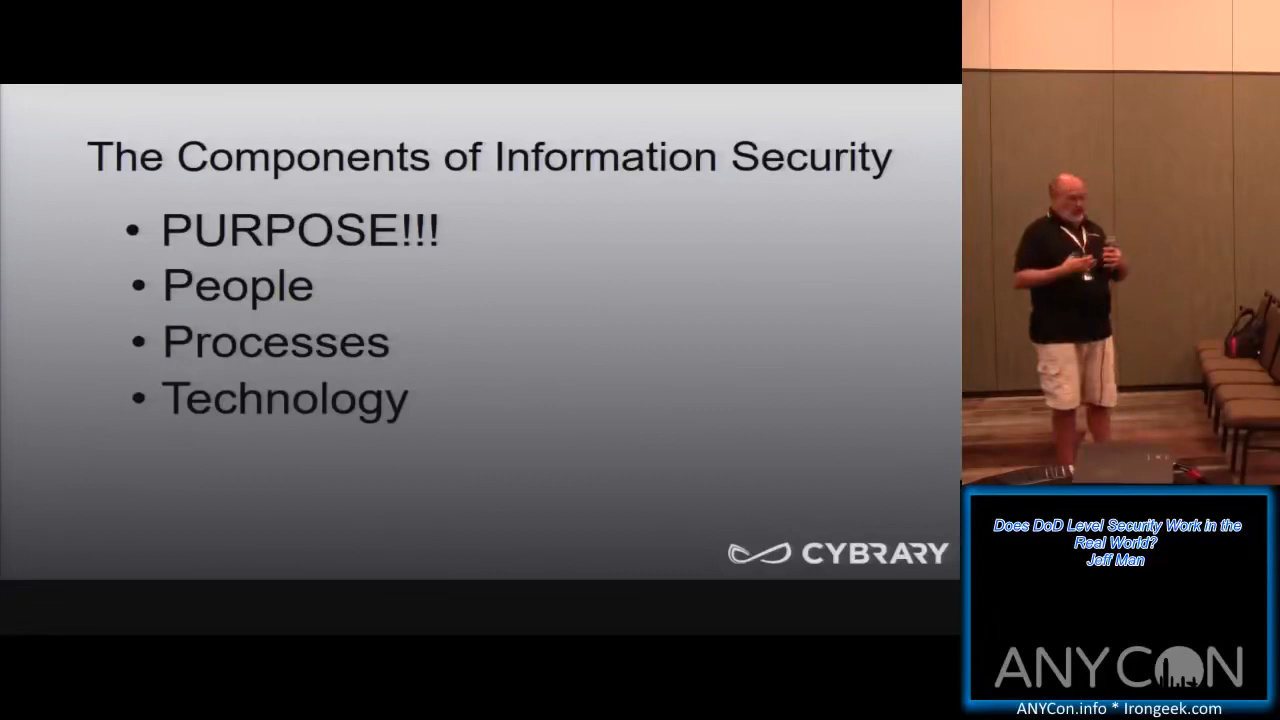 The Components of Information Security
• PURPOSE!!!
• People
• Processes
• Technology
CYBRARY
Does DoD Level Security Work in the
Real World?
Jeff Man
ANYCON
ANYCon.info * Irongeek.com